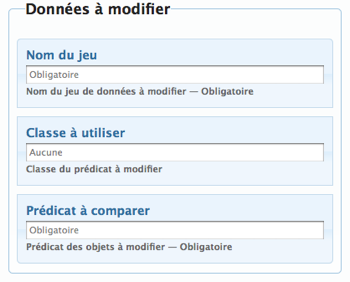 Données à modifier
Nom du jeu
Obligatoire
Nom du jeu de données à modifier — Obligatoire
Classe à utiliser
Aucune
Classe du prédicat à modifier
Prédicat à comparer
Obligatoire
Prédicat des objets à modifier — Obligatoire